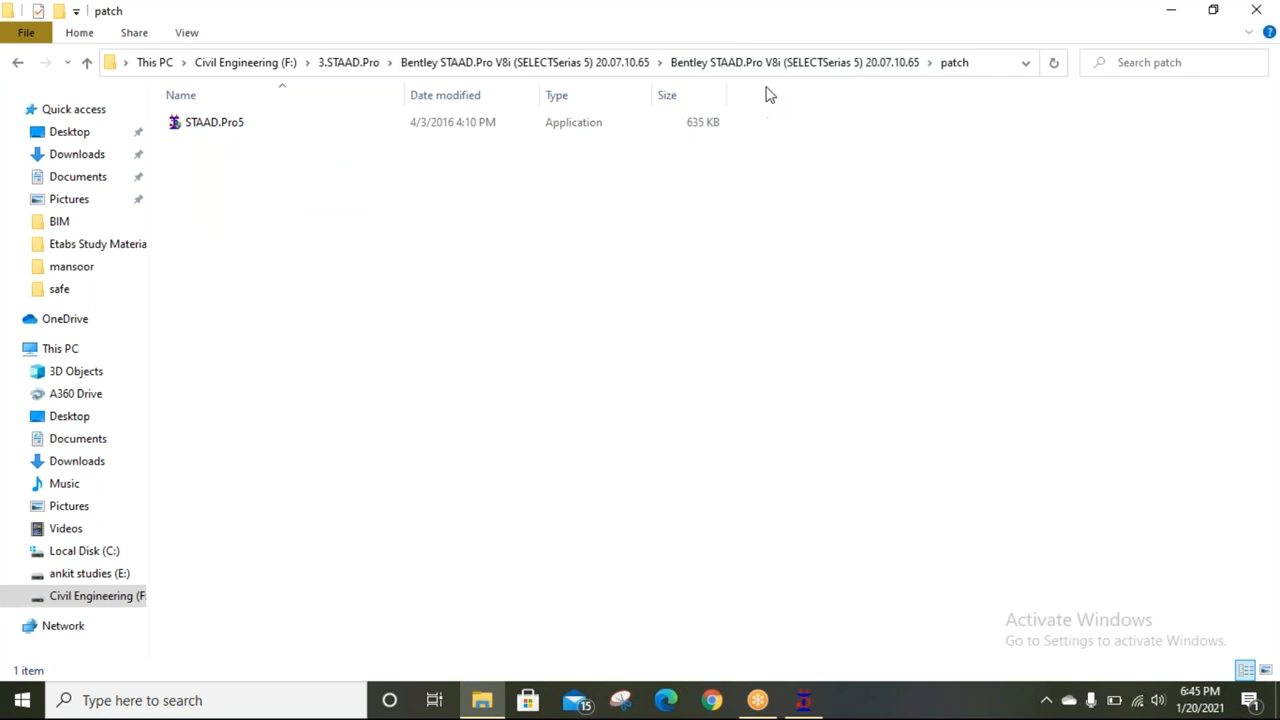 patch
File Home Share View
This PC Civil Engineering (F:) 3.STAAD.Pro Bentley STAAD.Pro V8i (SELECTSerias 5) 20.07.10.65 Bentley STAAD.Pro V8i (SELECTSerias 5) 20.07.10.65 patch Search patch
Name Date modified Type Size
STAAD.Pro5 4/3/2016 4:10 PM Application 635 KB
Quick access
Desktop
Downloads
Documents
Pictures
BIM
Etabs Study Materia
mansoor
safe
OneDrive
This PC
3D Objects
A360 Drive
Desktop
Documents
Downloads
Music
Pictures
Videos
Local Disk (C:)
ankit studies (E:)
Civil Engineering (F:
Network
Activate Windows
Go to Settings to activate Windows.
1 item
Type here to search
15
6:45 PM
1/20/2021
1